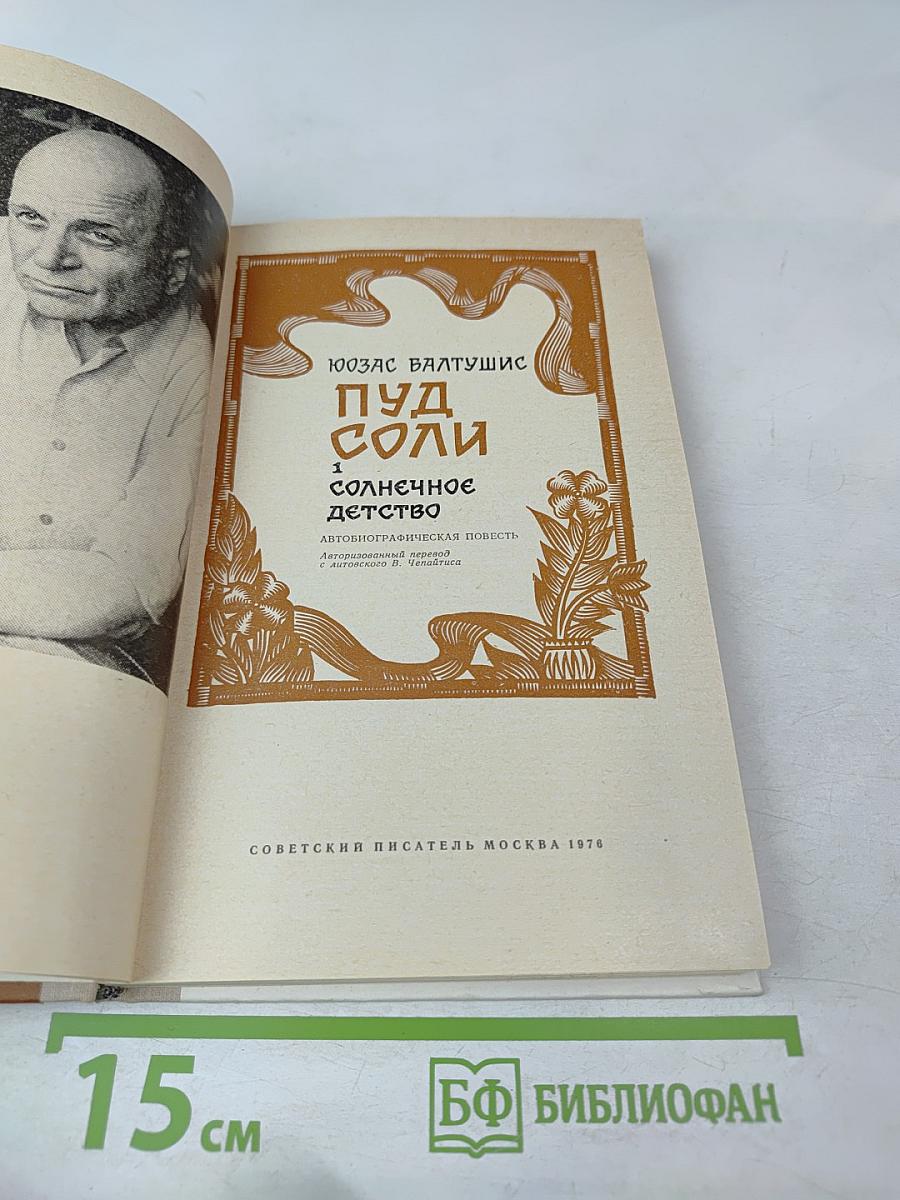 ЮОЗАС БАЛТУШИС
ПУД
СОЛИ
1
СОЛНЕЧНОЕ
ДЕТСТВО
АВТОБИОГРАФИЧЕСКАЯ ПОВЕСТЬ
Авторизованный перевод
с литовского В. Чепайтиса
СОВЕТСКИЙ ПИСАТЕЛЬ МОСКВА 1976
15 см
БФ БИБЛИОФАН